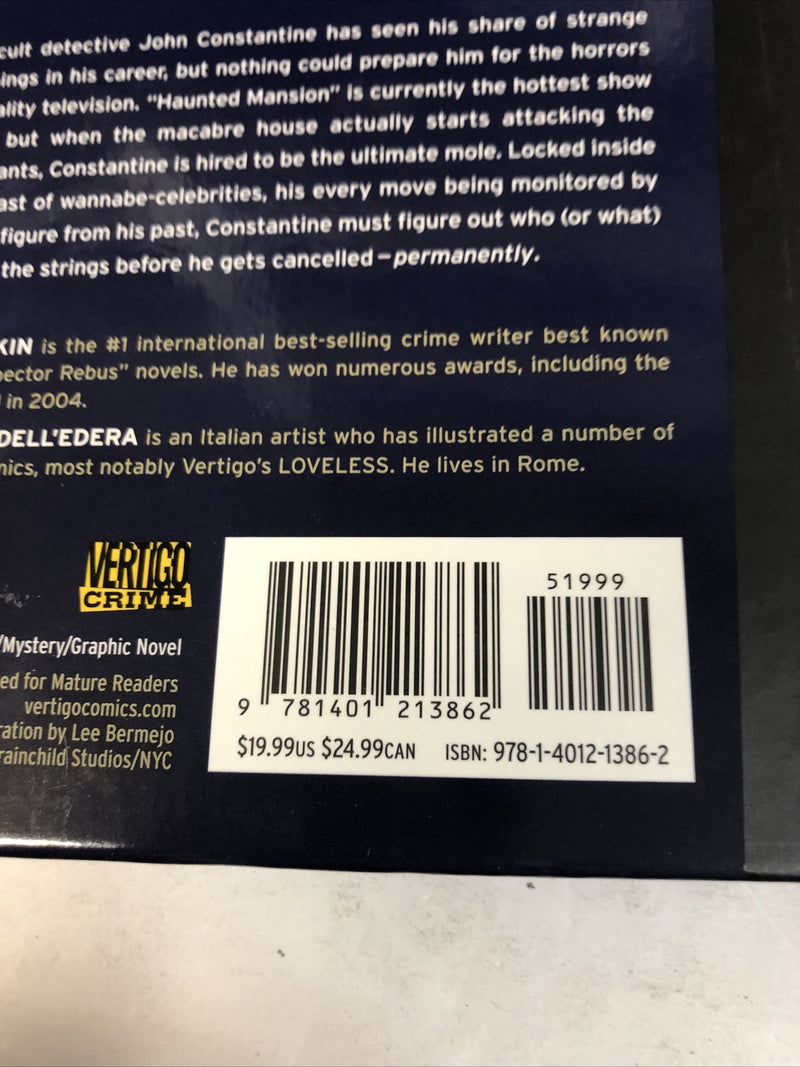 cult detective John Constantine has seen his share of strange
ings in his career, but nothing could prepare him for the horrors
ality television. "Haunted Mansion" is currently the hottest show
but when the macabre house actually starts attacking the
ants, Constantine is hired to be the ultimate mole. Locked inside
ast of wannabe-celebrities, his every move being monitored by
figure from his past, Constantine must figure out who (or what)
the strings before he gets cancelled—permanently.
KIN is the #1 international best-selling crime writer best known
pector Rebus" novels. He has won numerous awards, including the
in 2004.
DELL'EDERA is an Italian artist who has illustrated a number of
mics, most notably Vertigo's LOVELESS. He lives in Rome.
VERTIGO
CRIME
/Mystery/Graphic Novel
ed for Mature Readers
vertigocomics.com
ration by Lee Bermejo
rainchild Studios/NYC
51999
9 781401 213862
$19.99US $24.99CAN ISBN: 978-1-4012-1386-2